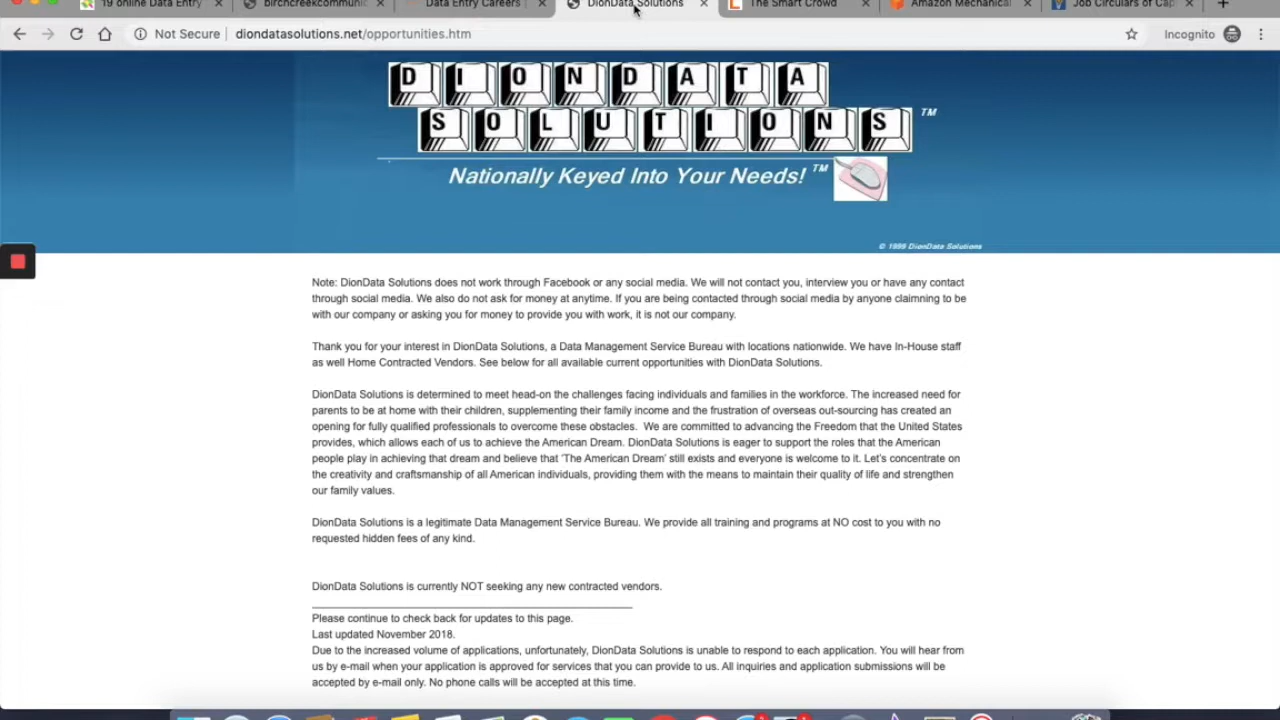 19 online Data Entry
birchcreekcommunic
Data Entry Careers
DionData Solutions
The Smart Crowd
Amazon Mechanical
Job Circulars of Cap
Not Secure
diondatasolutions.net/opportunities.htm
Incognito
DIONDATA
SOLUTIONS TM
Nationally Keyed Into Your Needs! TM
© 1999 DionData Solutions
Note: DionData Solutions does not work through Facebook or any social media. We will not contact you, interview you or have any contact
through social media. We also do not ask for money at anytime. If you are being contacted through social media by anyone claimning to be
with our company or asking you for money to provide you with work, it is not our company.
Thank you for your interest in DionData Solutions, a Data Management Service Bureau with locations nationwide. We have In-House staff
as well Home Contracted Vendors. See below for all available current opportunities with DionData Solutions.
DionData Solutions is determined to meet head-on the challenges facing individuals and families in the workforce. The increased need for
parents to be at home with their children, supplementing their family income and the frustration of overseas out-sourcing has created an
opening for fully qualified professionals to overcome these obstacles. We are committed to advancing the Freedom that the United States
provides, which allows each of us to achieve the American Dream. DionData Solutions is eager to support the roles that the American
people play in achieving that dream and believe that 'The American Dream' still exists and everyone is welcome to it. Let's concentrate on
the creativity and craftsmanship of all American individuals, providing them with the means to maintain their quality of life and strengthen
our family values.
DionData Solutions is a legitimate Data Management Service Bureau. We provide all training and programs at NO cost to you with no
requested hidden fees of any kind.
DionData Solutions is currently NOT seeking any new contracted vendors.
Please continue to check back for updates to this page.
Last updated November 2018.
Due to the increased volume of applications, unfortunately, DionData Solutions is unable to respond to each application. You will hear from
us by e-mail when your application is approved for services that you can provide to us. All inquiries and application submissions will be
accepted by e-mail only. No phone calls will be accepted at this time.